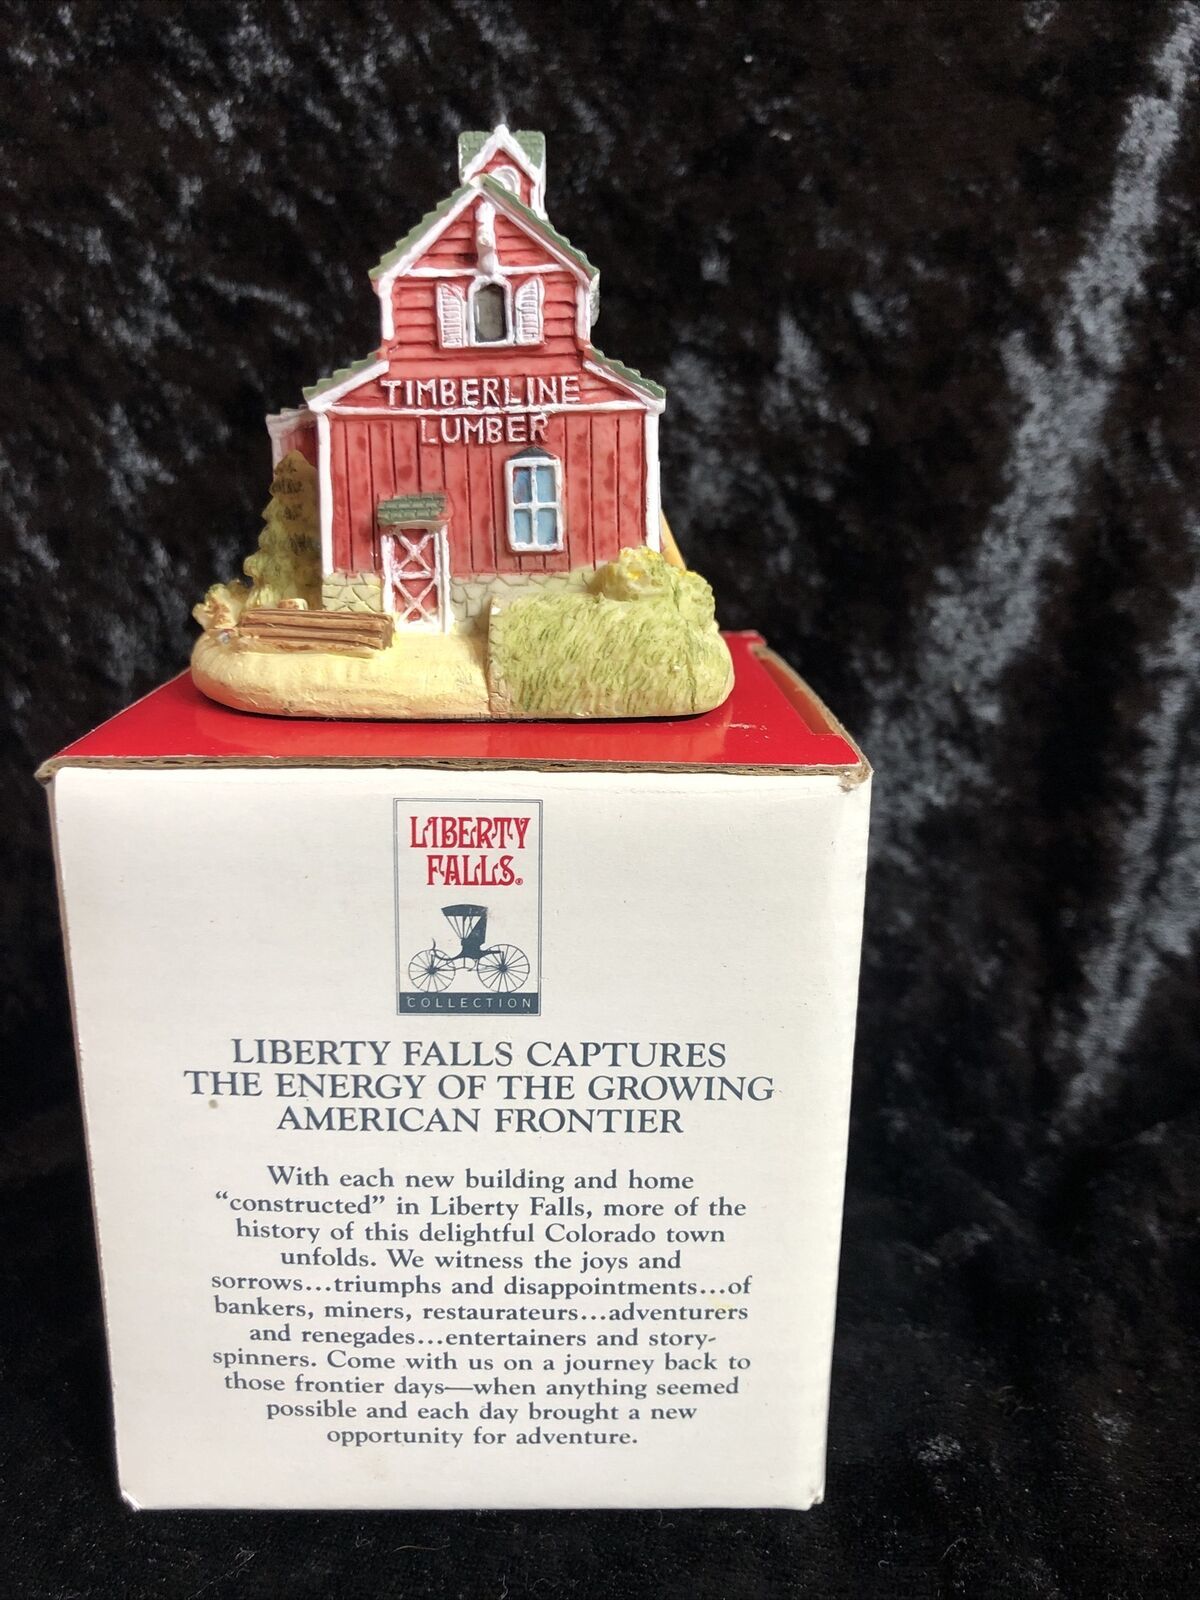 TIMBERLINE
LUMBER
LIBERTY
FALLS®
COLLECTION
LIBERTY FALLS CAPTURES
THE ENERGY OF THE GROWING
AMERICAN FRONTIER
With each new building and home
“constructed” in Liberty Falls, more of the
history of this delightful Colorado town
unfolds. We witness the joys and
sorrows...triumphs and disappointments...of
bankers, miners, restaurateurs...adventurers
and renegades...entertainers and story-
spinners. Come with us on a journey back to
those frontier days—when anything seemed
possible and each day brought a new
opportunity for adventure.